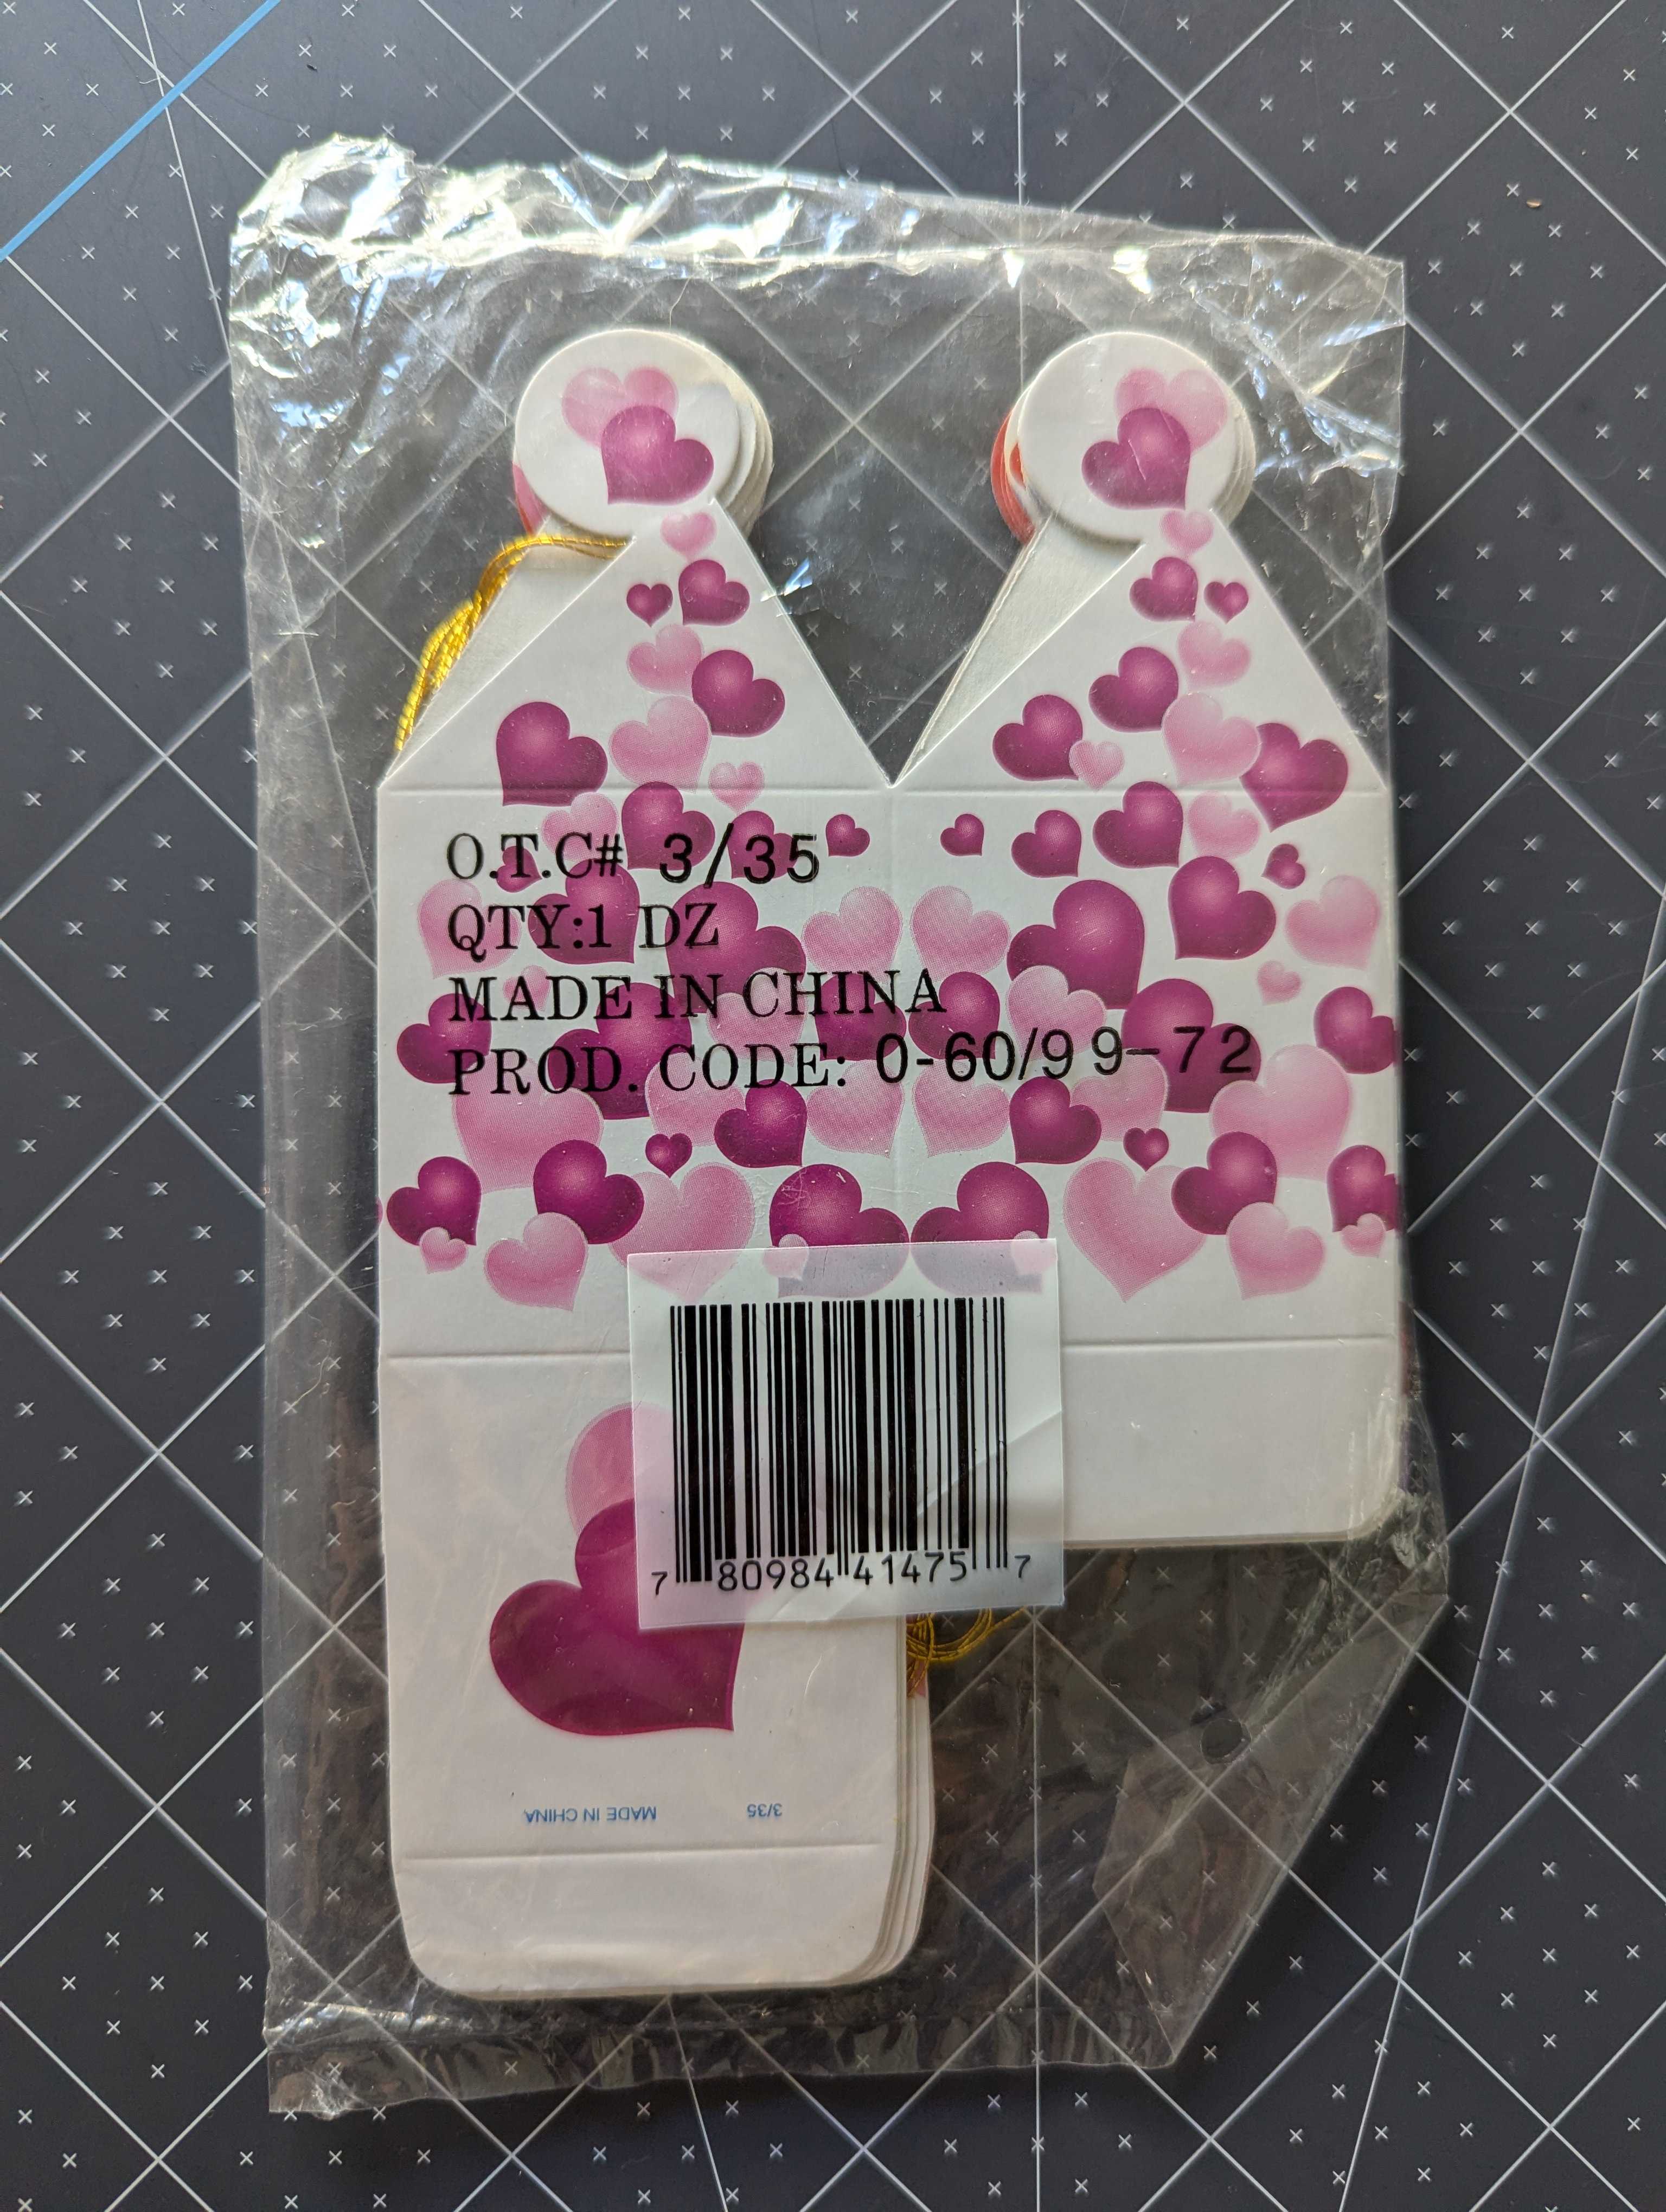 O.T.C# 3/35
QTY:1 DZ
MADE IN CHINA
PROD. CODE: 0-60/99-72
7 80984 41475 7
3/35 MADE IN CHINA